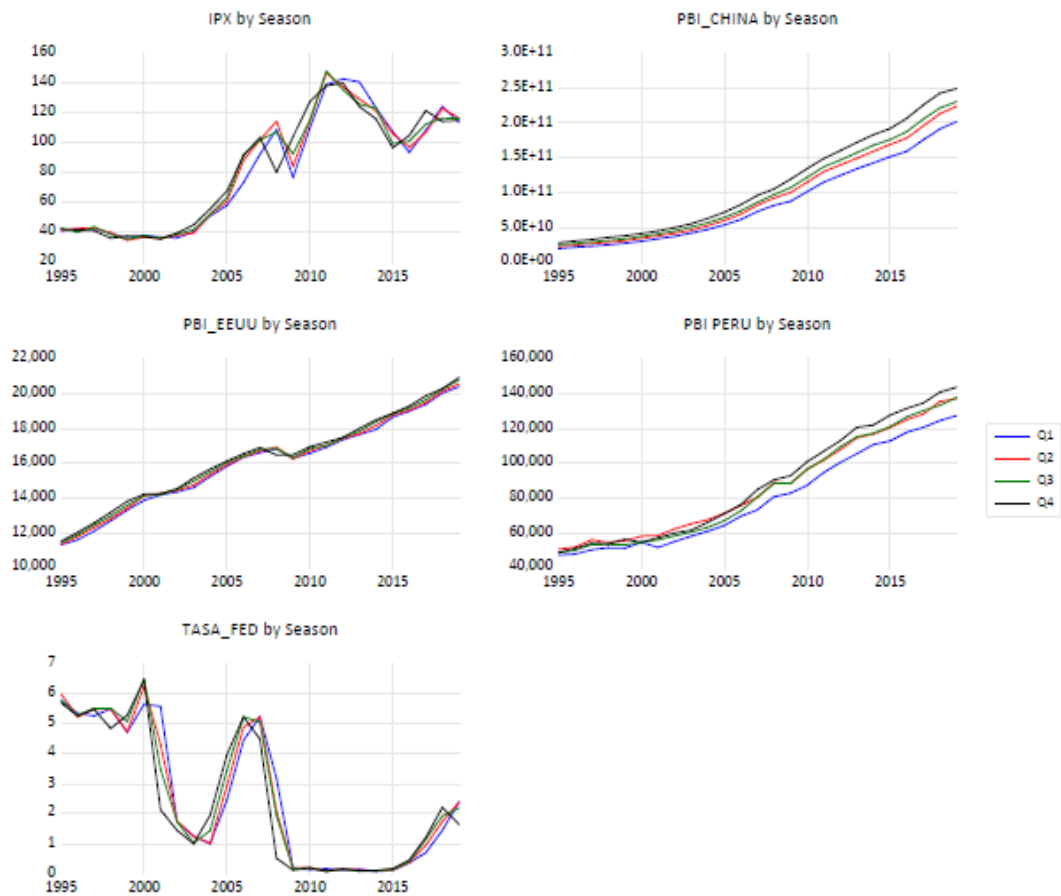 IPX by Season
160
140
120
100
80
60
40
20
1995 2000 2005 2010 2015
PBI_CHINA by Season
3.0E+11
2.5E+11
2.0E+11
1.5E+11
1.0E+11
5.0E+10
0.0E+00
1995 2000 2005 2010 2015
PBI_EEUU by Season
22,000
20,000
18,000
16,000
14,000
12,000
10,000
1995 2000 2005 2010 2015
PBI PERU by Season
160,000
140,000
120,000
100,000
80,000
60,000
40,000
1995 2000 2005 2010 2015
Q1
Q2
Q3
Q4
TASA_FED by Season
7
6
5
4
3
2
1
0
1995 2000 2005 2010 2015